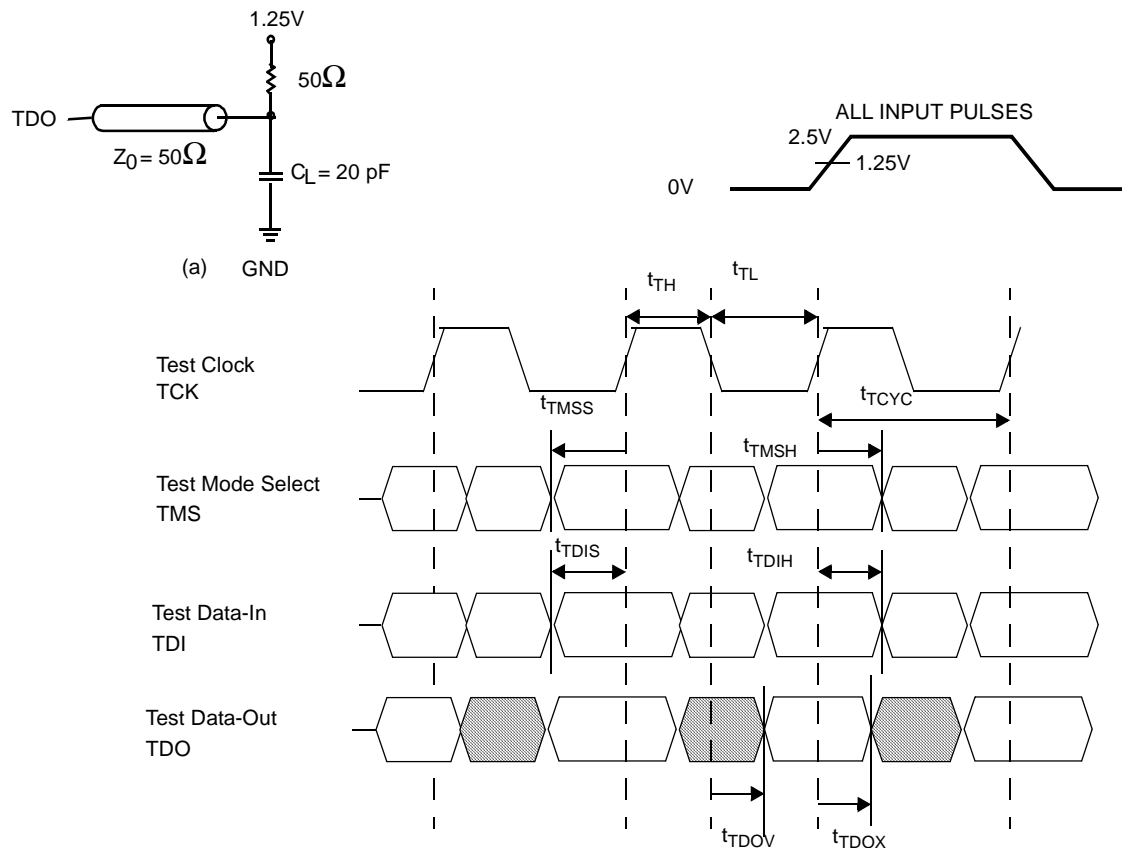 1.25V
50Ω
TDO
Z0 = 50Ω
CL = 20 pF
(a) GND
ALL INPUT PULSES
2.5V
1.25V
0V
tTH
tTL
Test Clock
TCK
tTCYC
tTMSS
tTMSH
Test Mode Select
TMS
tTDIS
tTDIH
Test Data-In
TDI
Test Data-Out
TDO
tTDOV
tTDOX